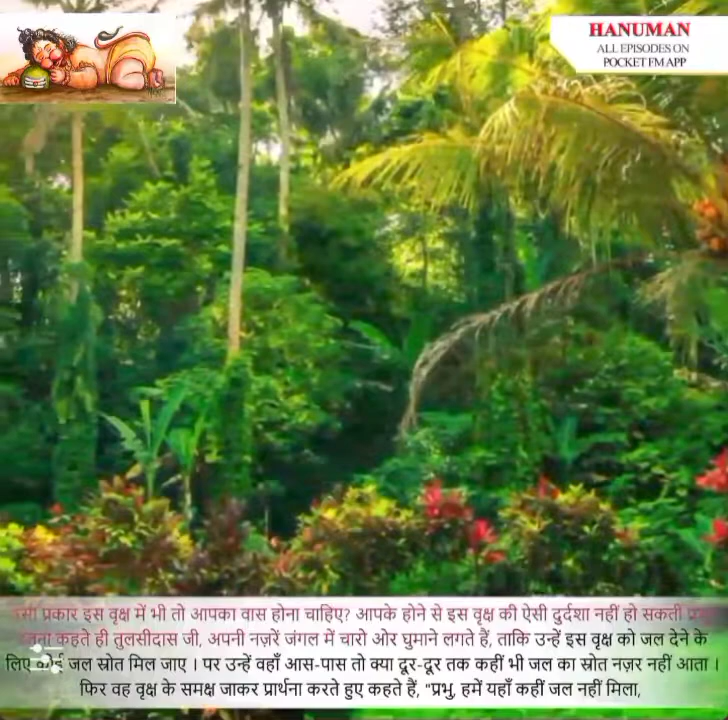 HANUMAN
ALL EPISODES ON
POCKET FM APP
प्रकार इस वृक्ष में भी तो आपका वास होना चाहिए? आपके होने से इस वृक्ष की ऐसी दुर्दशा नहीं हो सकती
कहते ही तुलसीदास जी, अपनी नज़रें जंगल में चारो ओर घुमाने लगते हैं, ताकि उन्हें इस वृक्ष को जल देने के
लिए कोई जल स्रोत मिल जाए । पर उन्हें वहाँ आस-पास तो क्या दूर-दूर तक कहीं भी जल का स्रोत नज़र नहीं आता ।
फिर वह वृक्ष के समक्ष जाकर प्रार्थना करते हुए कहते हैं, "प्रभु, हमें यहाँ कहीं जल नहीं मिला,